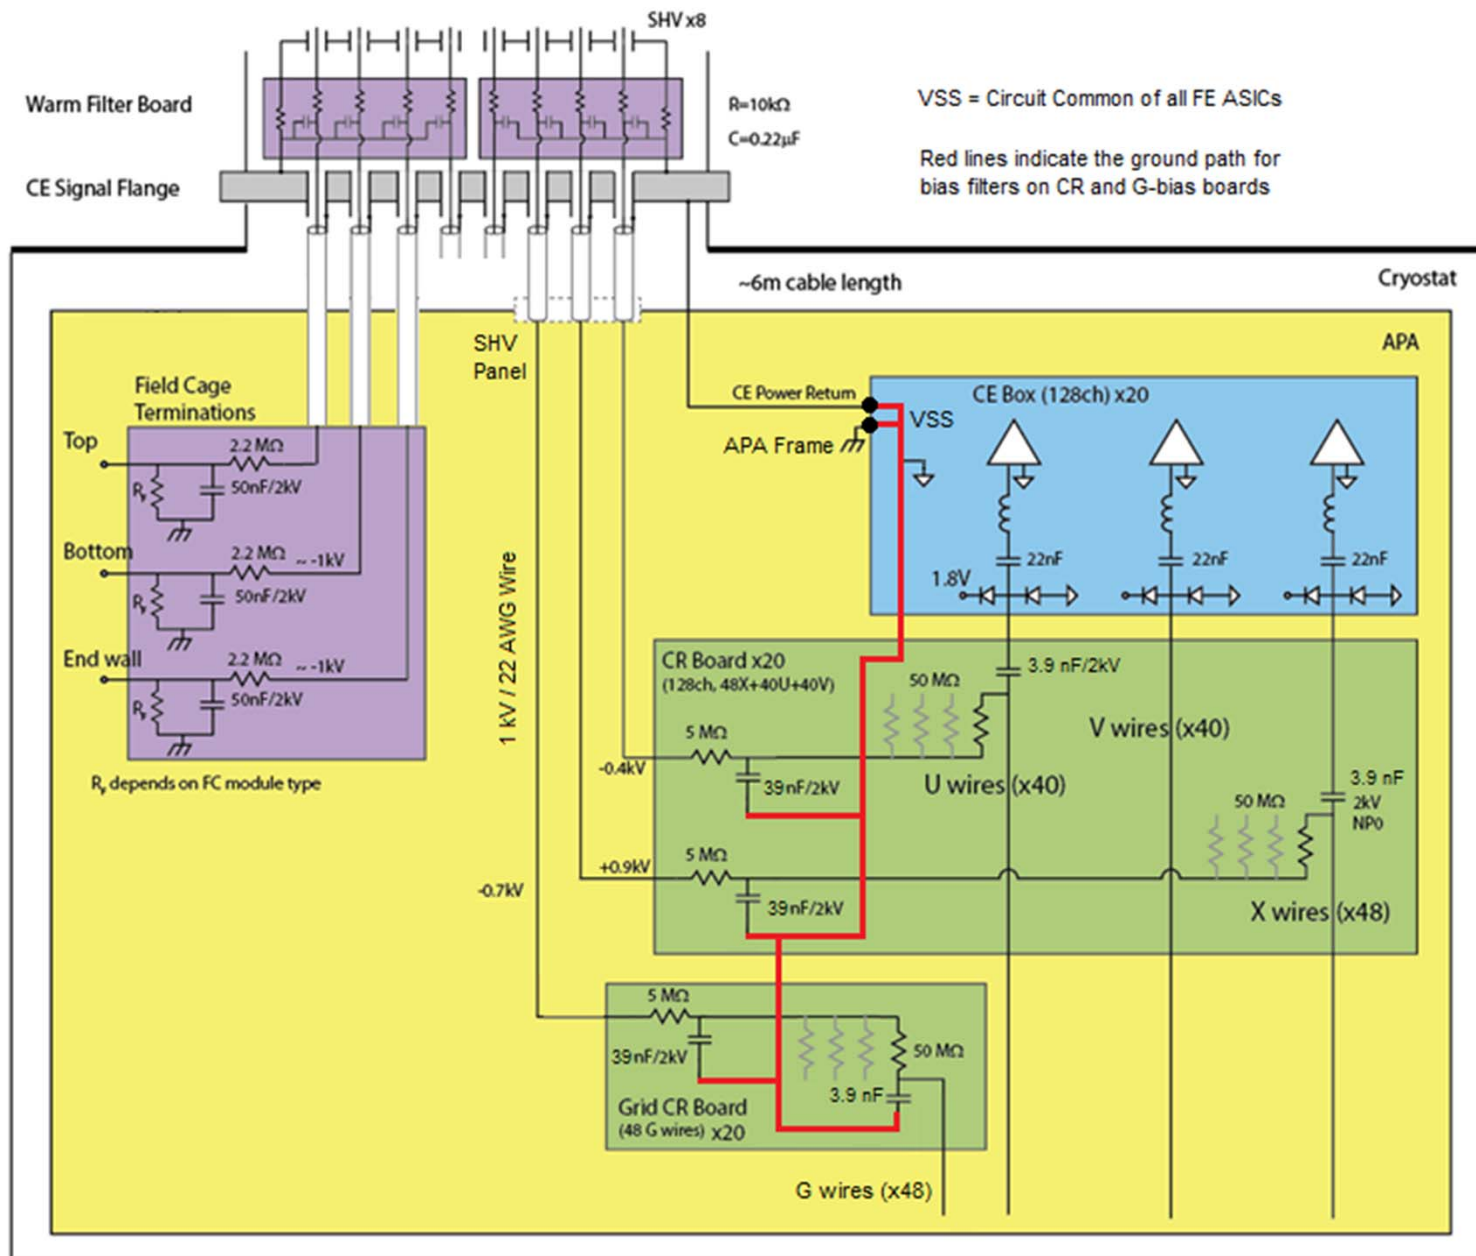 SHV x8
Warm Filter Board
R=10kΩ
C=0.22µF
VSS = Circuit Common of all FE ASICs
Red lines indicate the ground path for
bias filters on CR and G-bias boards
CE Signal Flange
~6m cable length
Cryostat
APA
SHV
Panel
Field Cage
Terminations
Top
2.2 MΩ
50nF/2kV
R_F
Bottom
2.2 MΩ
~ -1kV
50nF/2kV
R_F
End wall
2.2 MΩ
~ -1kV
50nF/2kV
R_F
R_F depends on FC module type
1 kV / 22 AWG Wire
CE Power Return
VSS
APA Frame
CE Box (128ch) x20
22nF
22nF
22nF
1.8V
CR Board x20
(128ch, 48X+40U+40V)
50 MΩ
3.9 nF/2kV
V wires (x40)
5 MΩ
-0.4kV
39nF/2kV
U wires (x40)
50 MΩ
3.9 nF
2kV
NP0
5 MΩ
+0.9kV
39nF/2kV
-0.7kV
X wires (x48)
5 MΩ
39nF/2kV
50 MΩ
3.9 nF
Grid CR Board
(48 G wires) x20
G wires (x48)